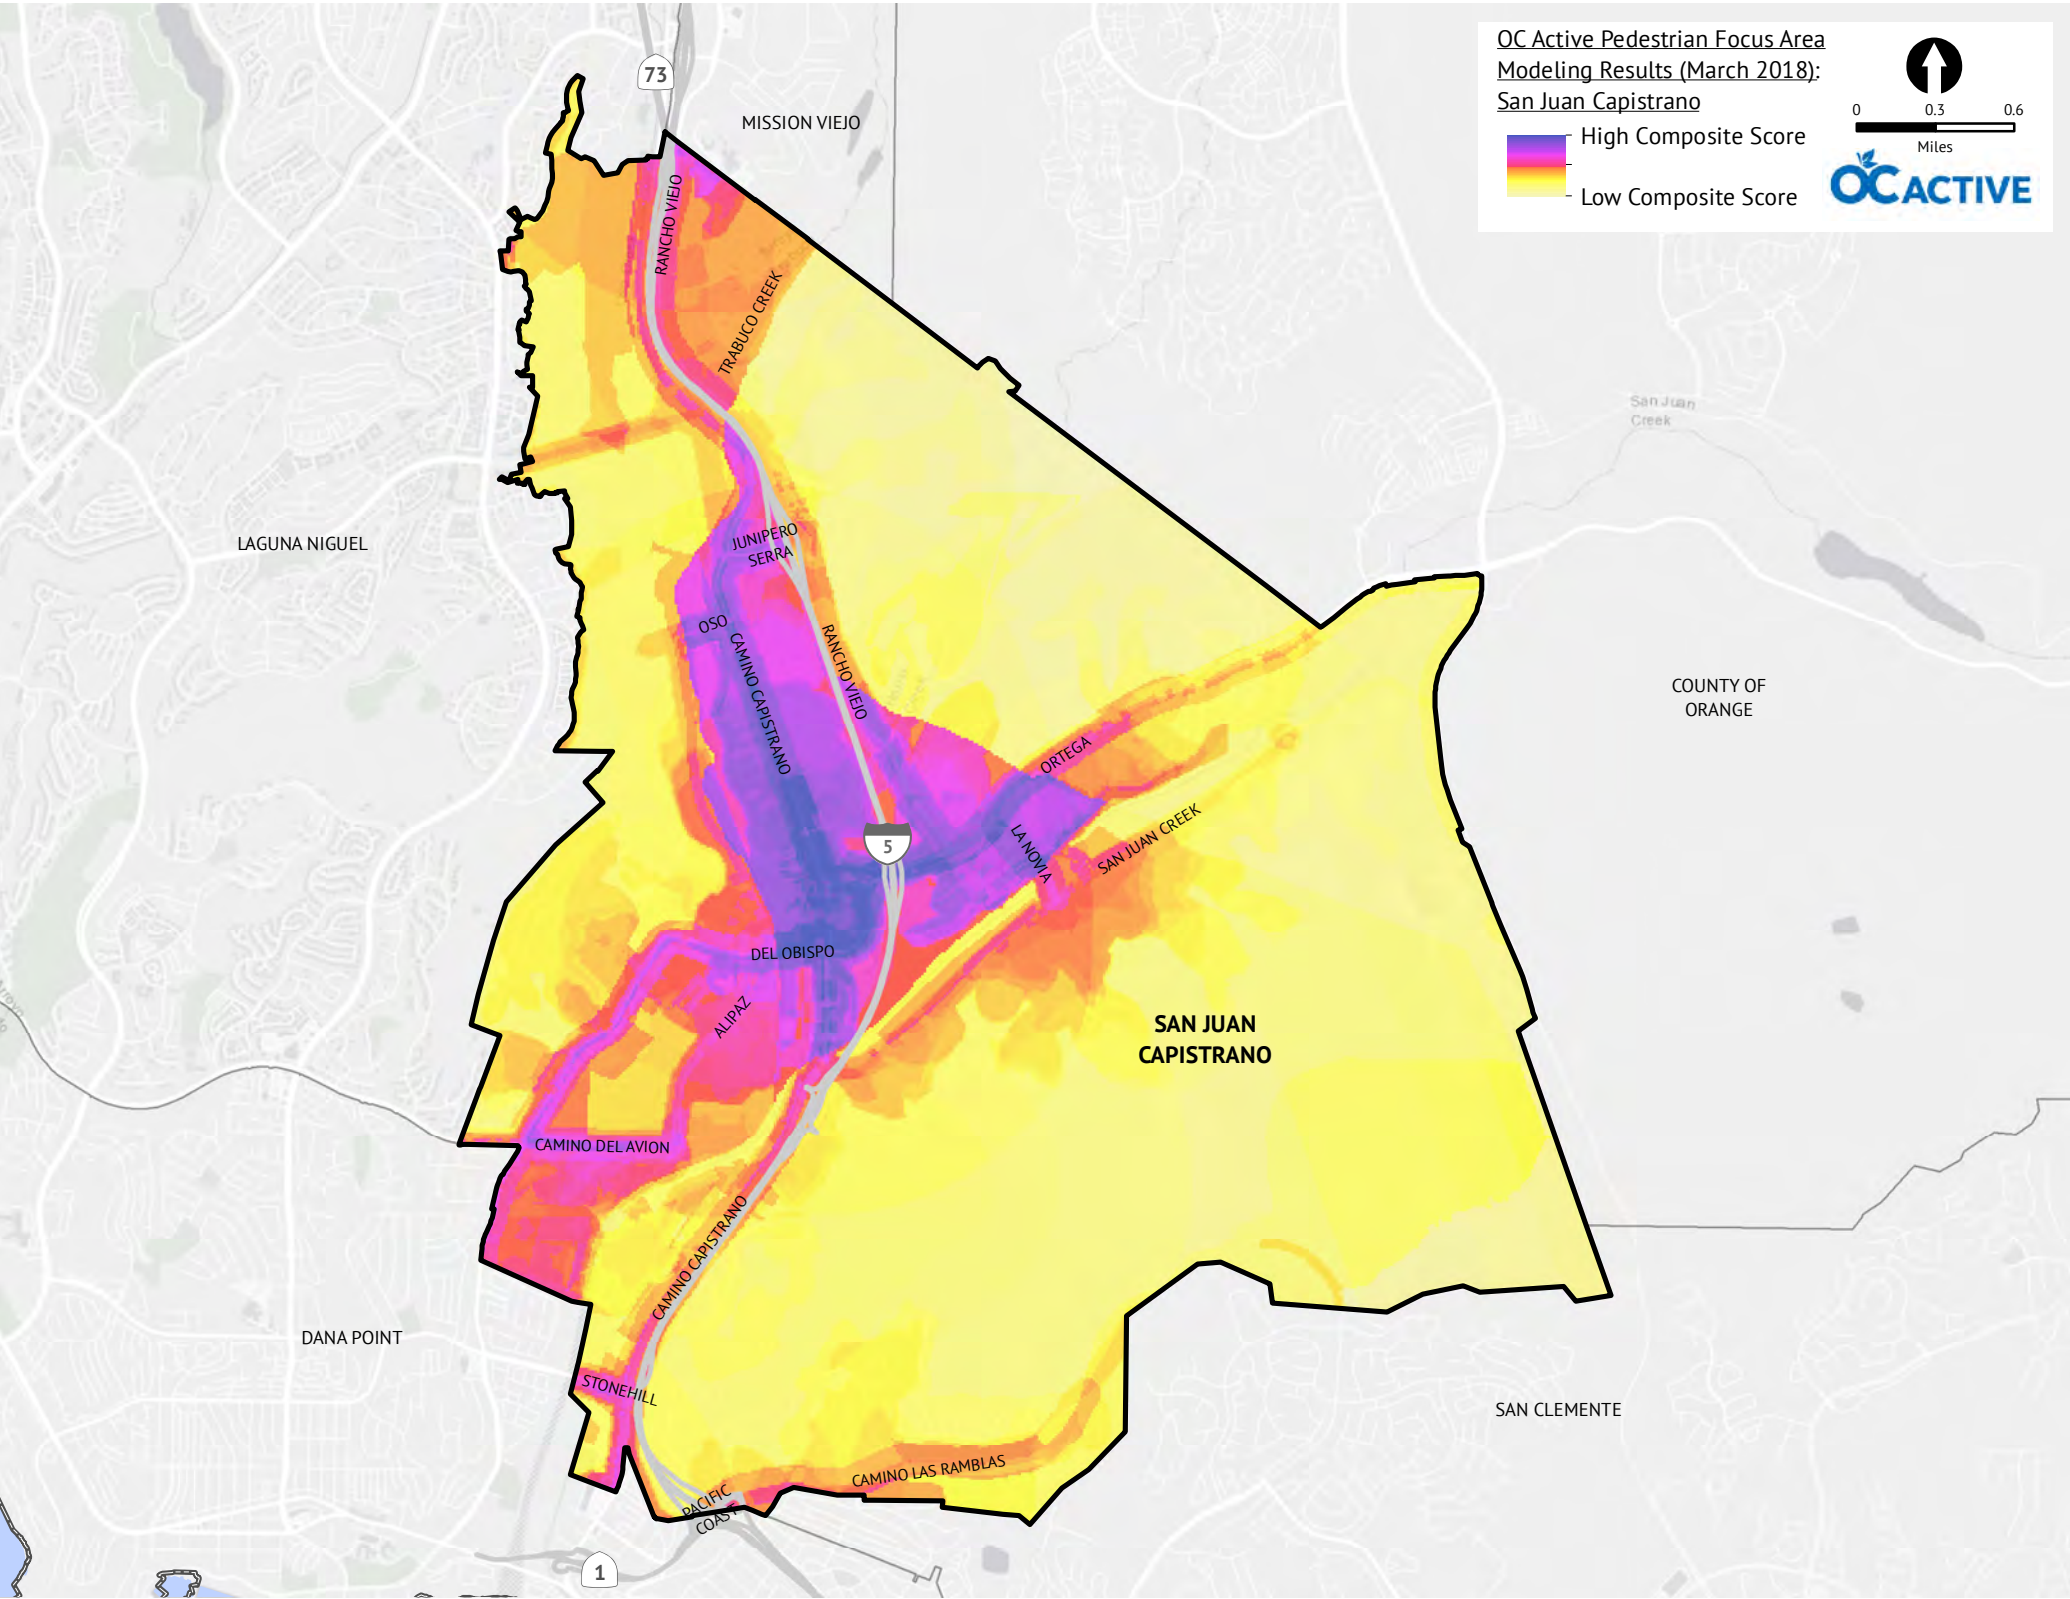 OC Active Pedestrian Focus Area
Modeling Results (March 2018):
San Juan Capistrano
High Composite Score
Low Composite Score
0 0.3 0.6
Miles
OC ACTIVE
73
MISSION VIEJO
RANCHO VIEJO
TRABUCO CREEK
San Juan
Creek
LAGUNA NIGUEL
JUNIPERO
SERRA
OSO
CAMINO CAPISTRANO
RANCHO VIEJO
COUNTY OF
ORANGE
ORTEGA
5
LA NOVIA
SAN JUAN CREEK
DEL OBISPO
ALIPAZ
SAN JUAN
CAPISTRANO
CAMINO DEL AVION
CAMINO CAPISTRANO
DANA POINT
STONEHILL
SAN CLEMENTE
CAMINO LAS RAMBLAS
PACIFIC
COAST
1